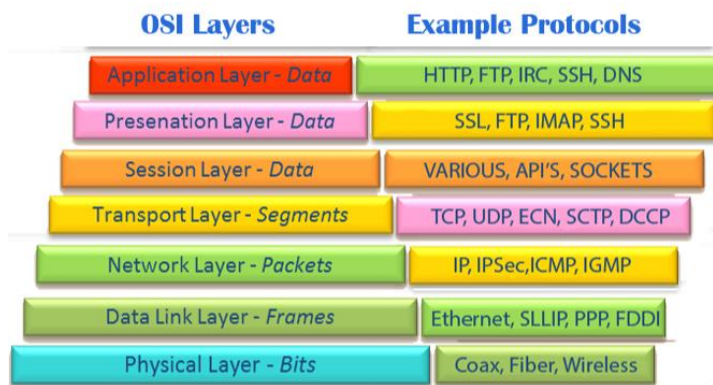 OSI Layers Example Protocols
Application Layer - Data HTTP, FTP, IRC, SSH, DNS
Presenation Layer - Data SSL, FTP, IMAP, SSH
Session Layer - Data VARIOUS, API'S, SOCKETS
Transport Layer - Segments TCP, UDP, ECN, SCTP, DCCP
Network Layer - Packets IP, IPSec,ICMP, IGMP
Data Link Layer - Frames Ethernet, SLLIP, PPP, FDDI
Physical Layer - Bits Coax, Fiber, Wireless